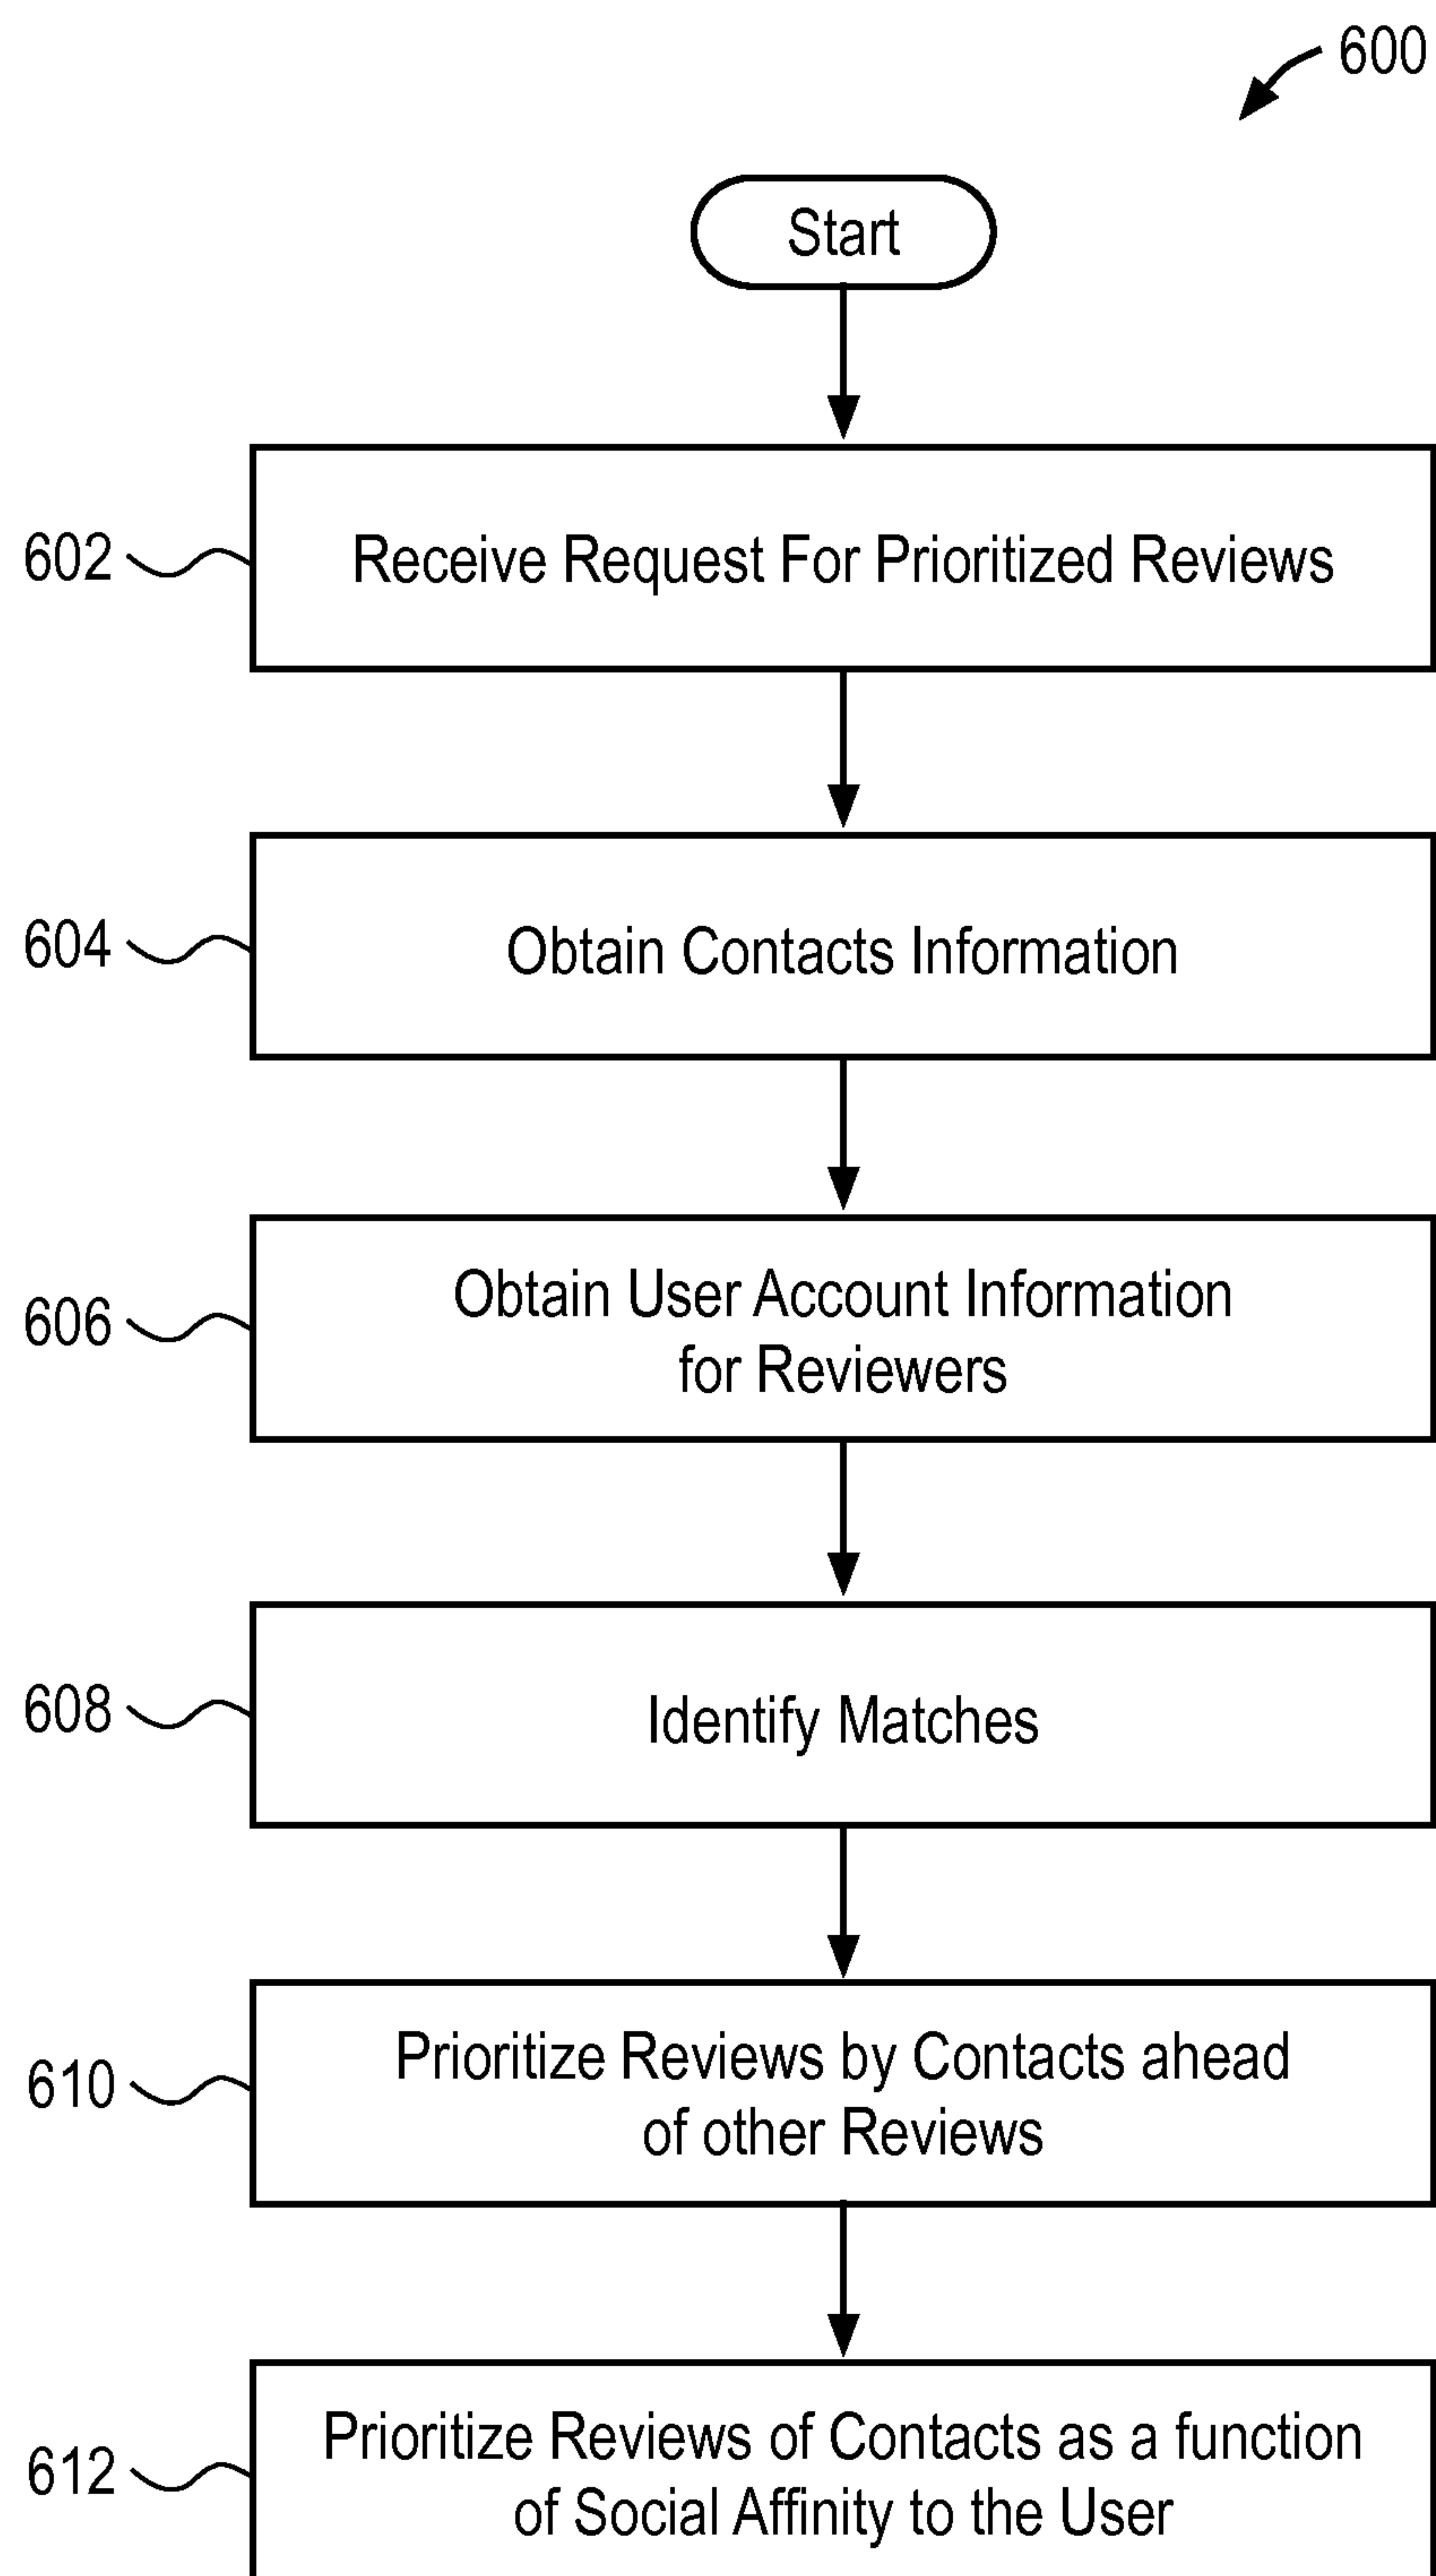 600
Start
602
Receive Request For Prioritized Reviews
604
Obtain Contacts Information
606
Obtain User Account Information
for Reviewers
608
Identify Matches
610
Prioritize Reviews by Contacts ahead
of other Reviews
612
Prioritize Reviews of Contacts as a function
of Social Affinity to the User